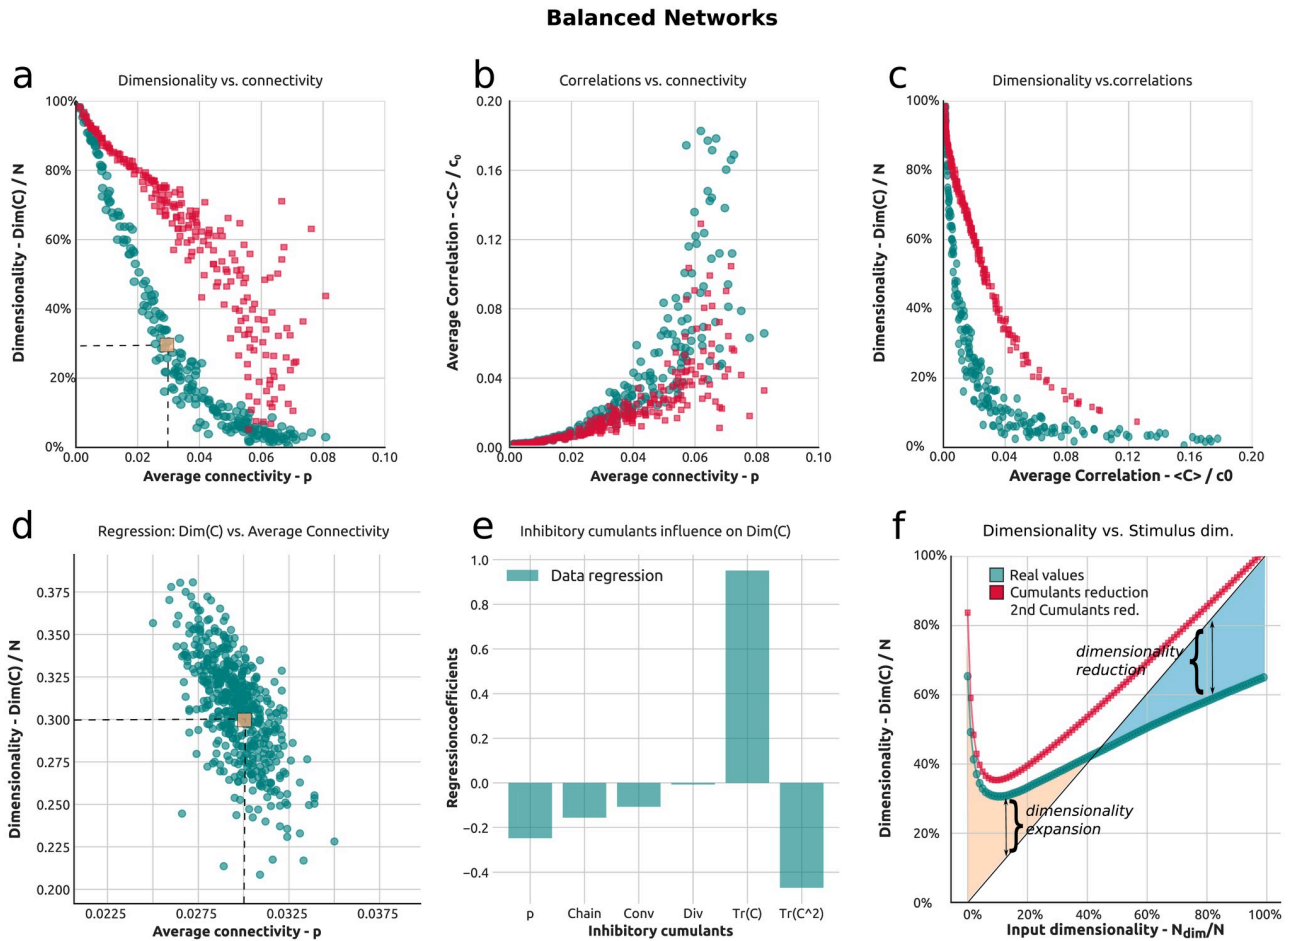 Balanced Networks
a
Dimensionality vs. connectivity
Dimensionality - Dim(C) / N
100%
80%
60%
40%
20%
0%
0.00
0.02
0.04
0.06
0.08
0.10
Average connectivity - p
b
Correlations vs. connectivity
Average Correlation - <C> / c₀
0.20
0.16
0.12
0.08
0.04
0.00
0.00
0.02
0.04
0.06
0.08
0.10
Average connectivity - p
c
Dimensionality vs.correlations
Dimensionality - Dim(C) / N
100%
80%
60%
40%
20%
0%
0.00
0.04
0.08
0.12
0.16
0.20
Average Correlation - <C> / c0
d
Regression: Dim(C) vs. Average Connectivity
Dimensionality - Dim(C) / N
0.375
0.350
0.325
0.300
0.275
0.250
0.225
0.200
0.0225
0.0275
0.0325
0.0375
Average connectivity - p
e
Inhibitory cumulants influence on Dim(C)
Regressioncoefficients
Data regression
1.0
0.8
0.6
0.4
0.2
0.0
−0.2
−0.4
p
Chain
Conv
Div
Tr(C)
Tr(C^2)
Inhibitory cumulants
f
Dimensionality vs. Stimulus dim.
Dimensionality - Dim(C) / N
100%
80%
60%
40%
20%
0%
Real values
Cumulants reduction
2nd Cumulants red.
dimensionality
reduction
dimensionality
expansion
0%
20%
40%
60%
80%
100%
Input dimensionality - Ndim/N